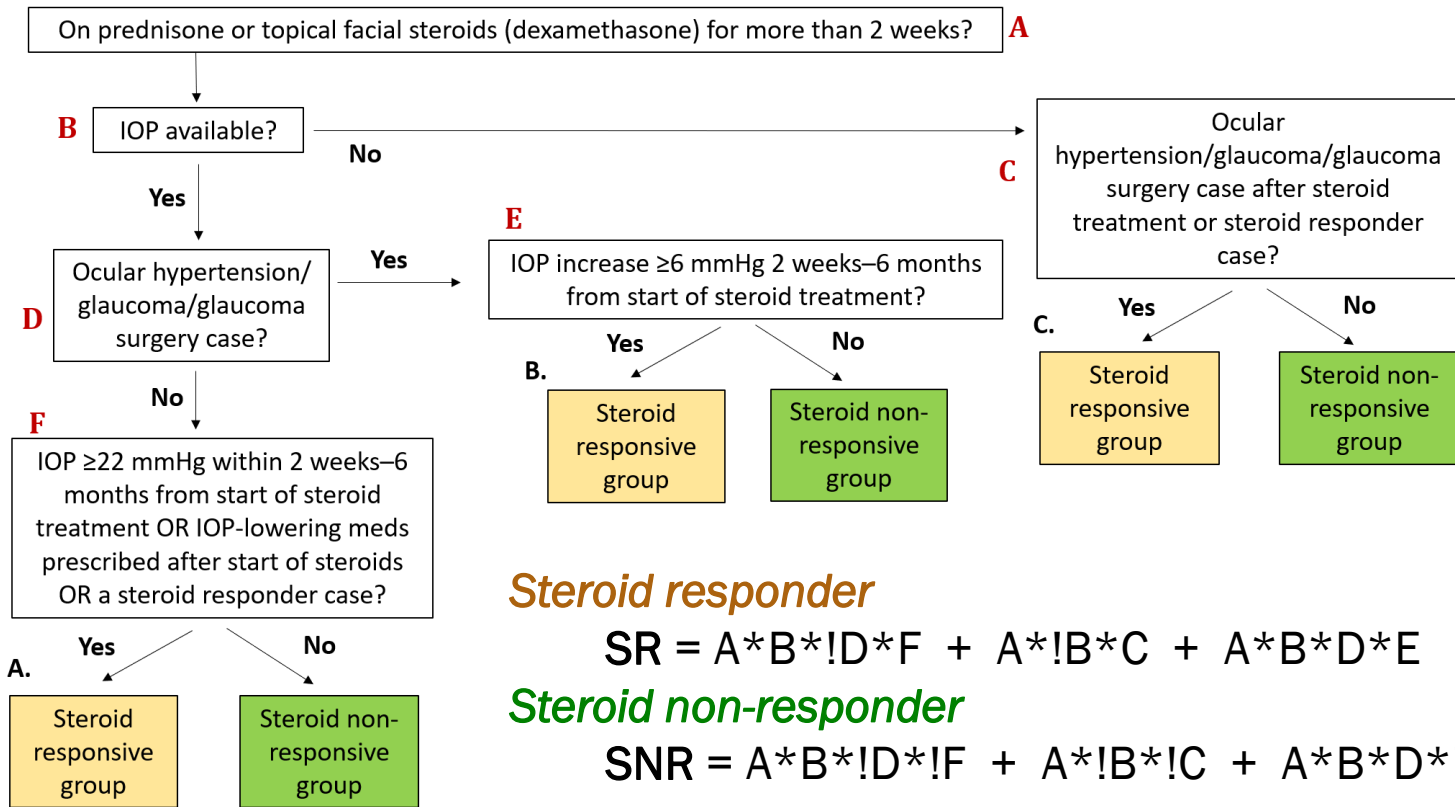 On prednisone or topical facial steroids (dexamethasone) for more than 2 weeks?
A
B
IOP available?
No
Yes
C
Ocular
hypertension/glaucoma/glaucoma
surgery case after steroid
treatment or steroid responder
case?
D
Ocular hypertension/
glaucoma/glaucoma
surgery case?
Yes
No
E
IOP increase ≥6 mmHg 2 weeks–6 months
from start of steroid treatment?
Yes
No
B.
Steroid
responsive
group
Steroid non-
responsive
group
Yes
No
C.
Steroid
responsive
group
Steroid non-
responsive
group
F
IOP ≥22 mmHg within 2 weeks–6
months from start of steroid
treatment OR IOP-lowering meds
prescribed after start of steroids
OR a steroid responder case?
Yes
No
A.
Steroid
responsive
group
Steroid non-
responsive
group
Steroid responder
SR = A*B*!D*F + A*!B*C + A*B*D*E
Steroid non-responder
SNR = A*B*!D*!F + A*!B*!C + A*B*D*